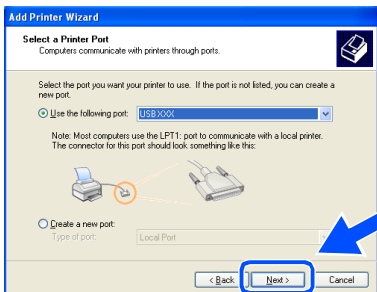 Add Printer Wizard
Select a Printer Port
Computers communicate with printers through ports.
Select the port you want your printer to use. If the port is not listed, you can create a
new port.
Use the following port: USBXXX
Note: Most computers use the LPT1: port to communicate with a local printer.
The connector for this port should look something like this:
Create a new port:
Type of port: Local Port
< Back Next > Cancel